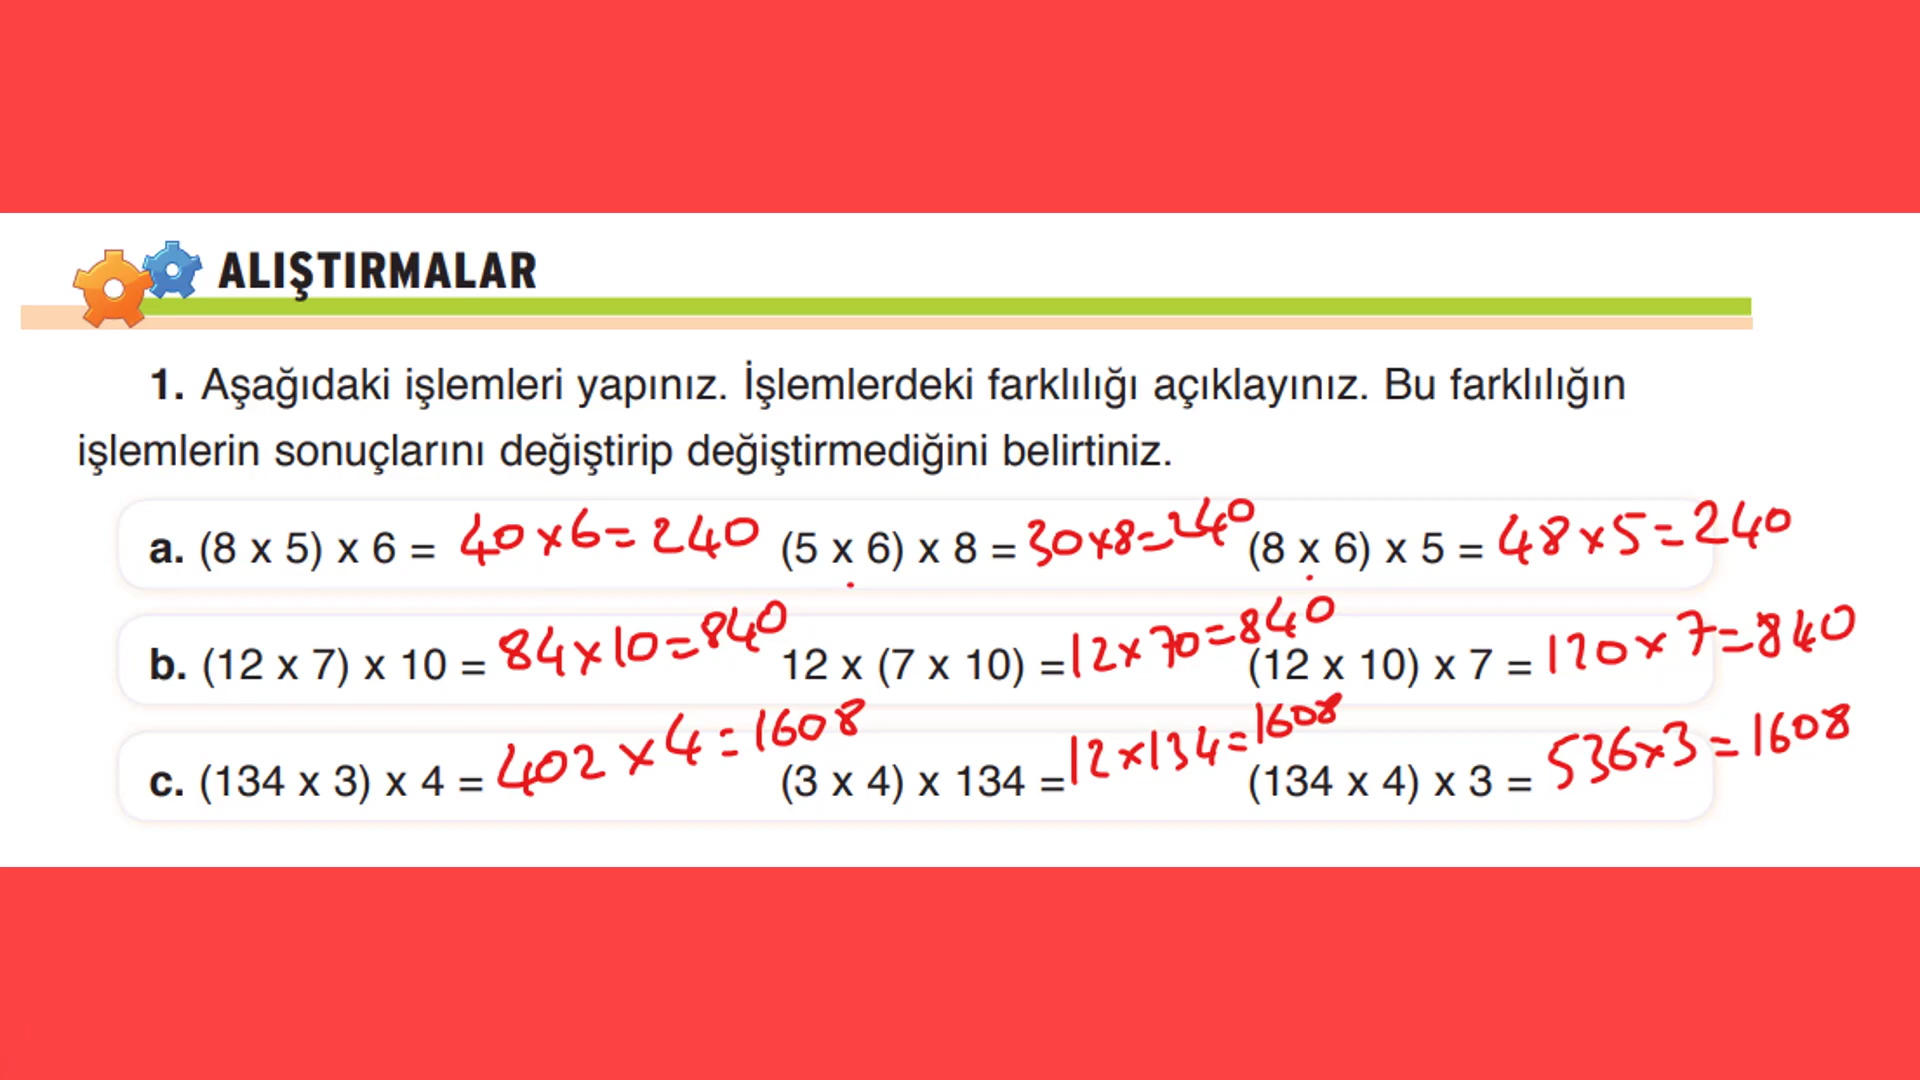 ALIŞTIRMALAR
1. Aşağıdaki işlemleri yapınız. İşlemlerdeki farklılığı açıklayınız. Bu farklılığın
işlemlerin sonuçlarını değiştirip değiştirmediğini belirtiniz.
a. (8 x 5) x 6 = 40x6=240 (5 x 6) x 8 = 30x8=240 (8 x 6) x 5 = 48x5=240
b. (12 x 7) x 10 = 84x10=840 12 x (7 x 10) = 12x70=840 (12 x 10) x 7 = 120x7=840
c. (134 x 3) x 4 = 402x4=1608 (3 x 4) x 134 = 12x134=1608 (134 x 4) x 3 = 536x3=1608